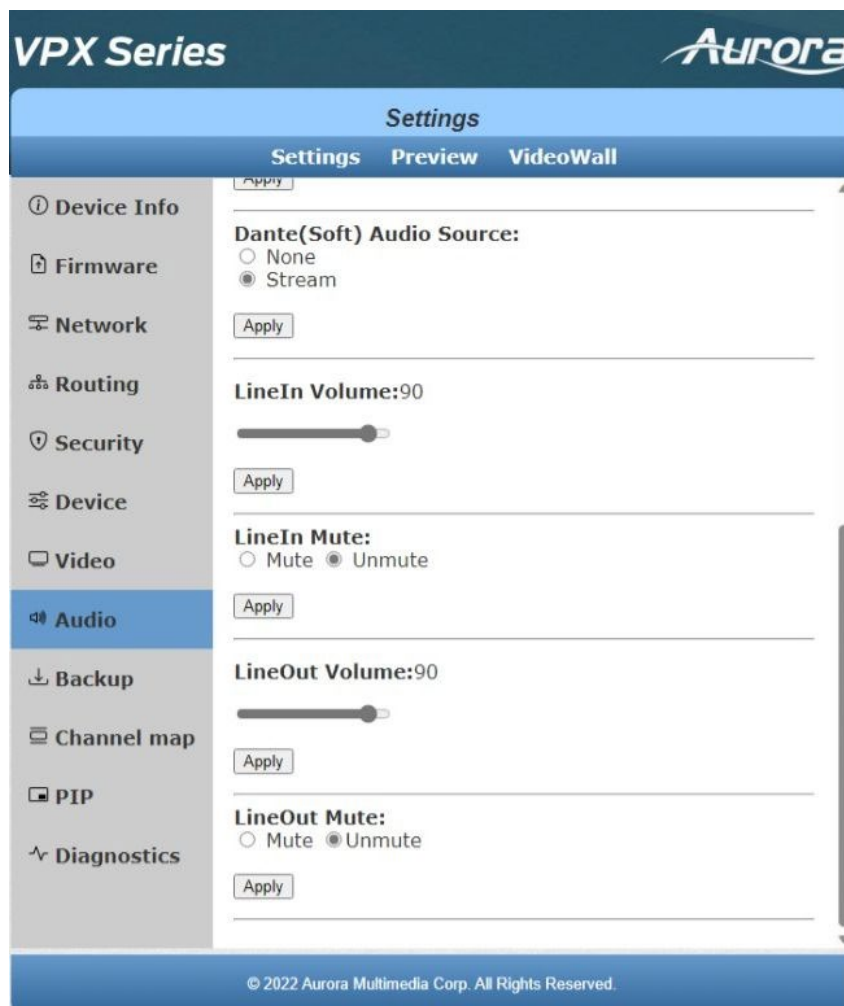 VPX Series
Aurora
Settings
Settings Preview VideoWall
Apply
Device Info
Firmware
Network
Routing
Security
Device
Video
Audio
Backup
Channel map
PIP
Diagnostics
Dante(Soft) Audio Source:
None
Stream
Apply
LineIn Volume:90
Apply
LineIn Mute:
Mute Unmute
Apply
LineOut Volume:90
Apply
LineOut Mute:
Mute Unmute
Apply
© 2022 Aurora Multimedia Corp. All Rights Reserved.